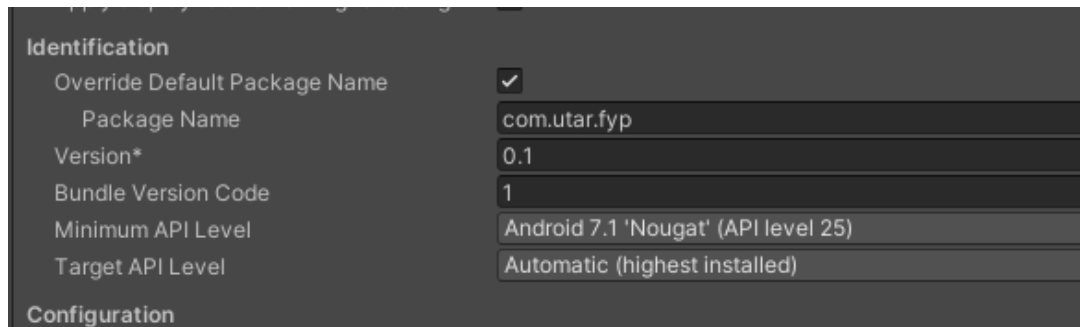 Identification
Override Default Package Name
Package Name com.utar.fyp
Version* 0.1
Bundle Version Code 1
Minimum API Level Android 7.1 'Nougat' (API level 25)
Target API Level Automatic (highest installed)
Configuration